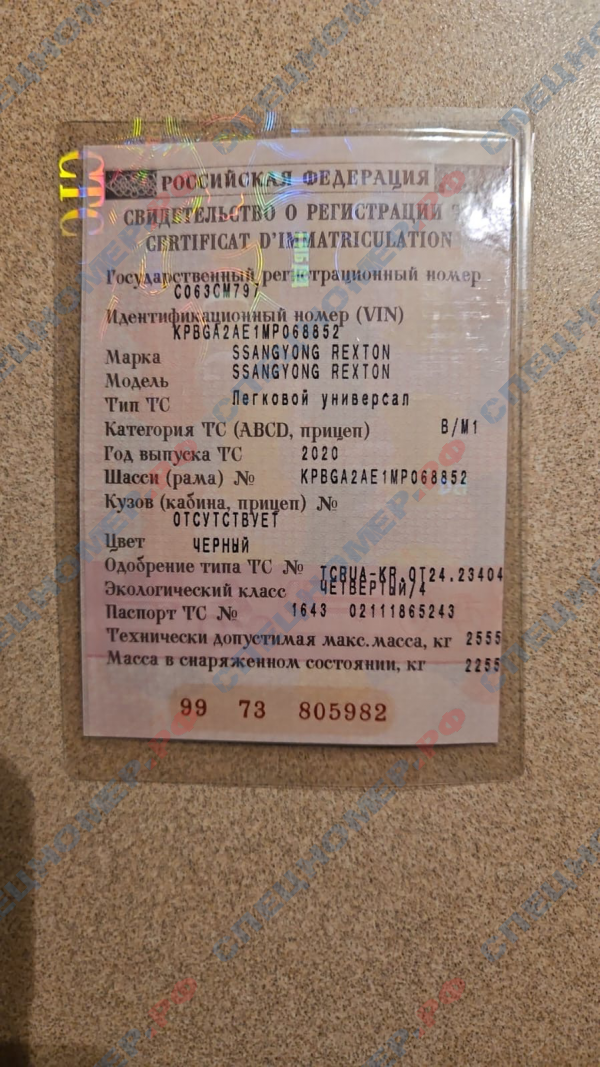 РОССИЙСКАЯ ФЕДЕРАЦИЯ
СВИДЕТЕЛЬСТВО О РЕГИСТРАЦИИ
CERTIFICAT D'IMMATRICULATION
Государственный регистрационный номер
С063СМ797
Идентификационный номер (VIN)
KPBGA2AE1MP068852
Марка SSANGYONG REXTON
Модель SSANGYONG REXTON
Тип ТС Легковой универсал
Категория ТС (ABCD, прицеп) B/M1
Год выпуска ТС 2020
Шасси (рама) № KPBGA2AE1MP068852
Кузов (кабина, прицеп) №
ОТСУТСТВУЕТ
Цвет ЧЕРНЫЙ
Одобрение типа ТС № ТСBUA-KR.ОТ24.23404
Экологический класс ЧЕТВЕРТЫЙ/4
Паспорт ТС № 1643 02111865243
Технически допустимая макс.масса, кг 2555
Масса в снаряженном состоянии, кг 2255
99 73 805982
СПЕЦНОМЕР.РФ